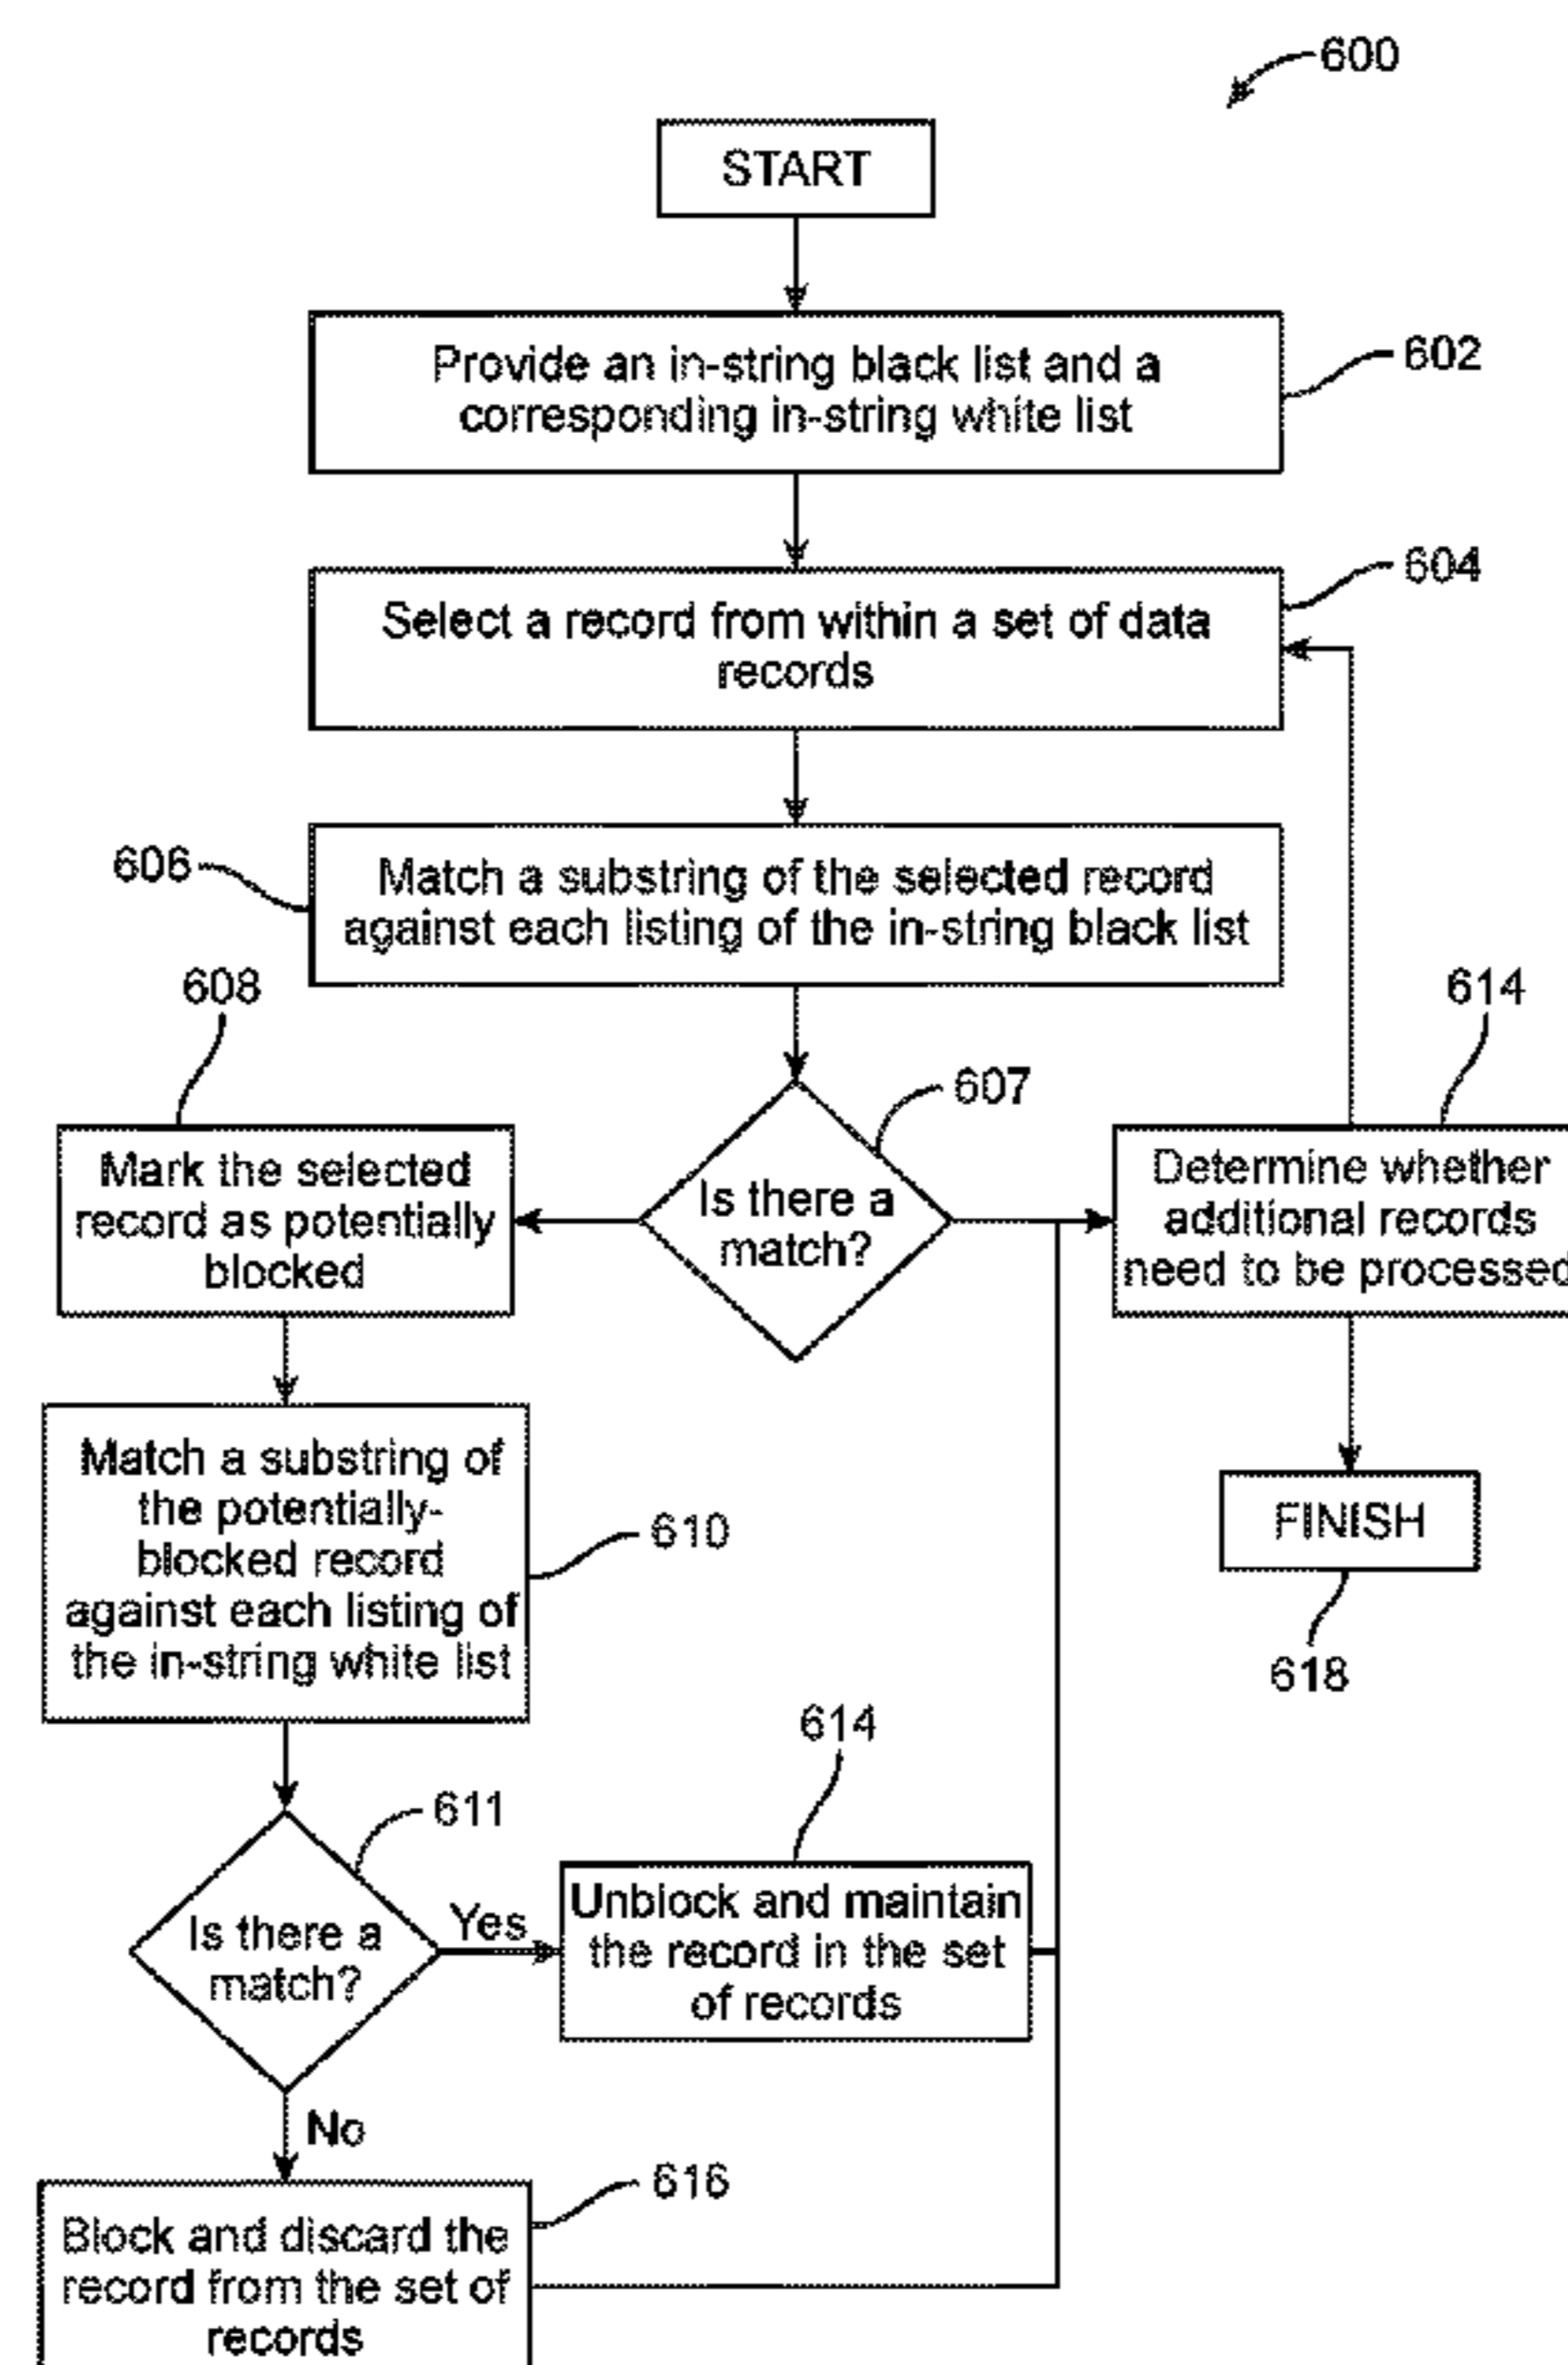 600
START
Provide an in-string black list and a
corresponding in-string white list
602
604
Select a record from within a set of data
records
606
Match a substring of the selected record
against each listing of the in-string black list
608
614
607
Mark the selected
record as potentially
blocked
Is there a
match?
Determine whether
additional records
need to be processed
Match a substring of
the potentially-
blocked record
against each listing of
the in-string white list
610
FINISH
618
614
611
Is there a
match?
Yes
Unblock and maintain
the record in the set
of records
No
616
Block and discard the
record from the set of
records